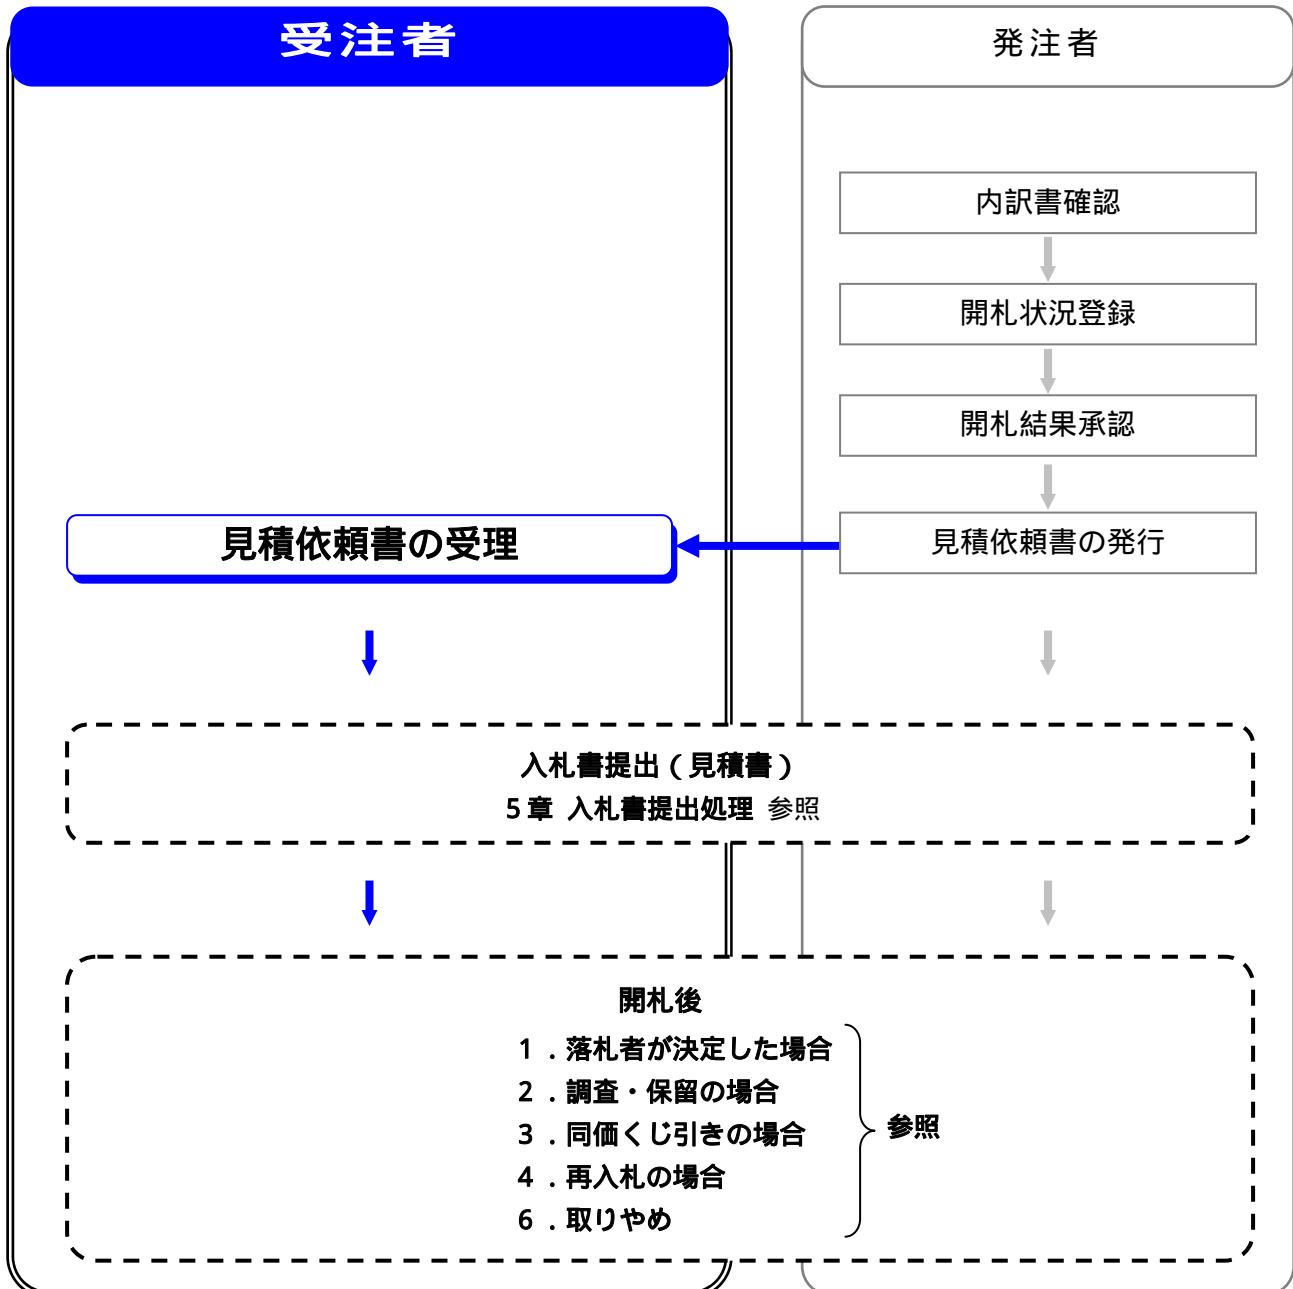 受注者
発注者
内訳書確認
開札状況登録
開札結果承認
見積依頼書の受理
見積依頼書の発行
入札書提出（見積書）
5章 入札書提出処理 参照
開札後
1．落札者が決定した場合
2．調査・保留の場合
3．同価くじ引きの場合
4．再入札の場合
6．取りやめ
参照